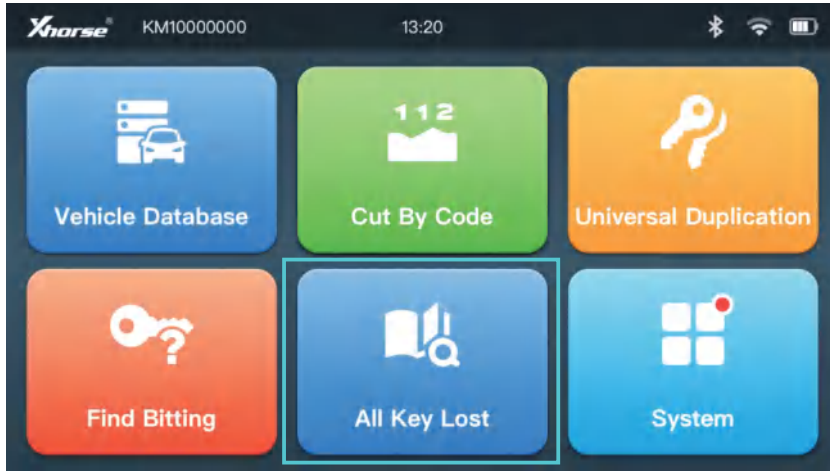 Xhorse® KM10000000 13:20
Vehicle Database
112
Cut By Code
Universal Duplication
?
Find Bitting
All Key Lost
System